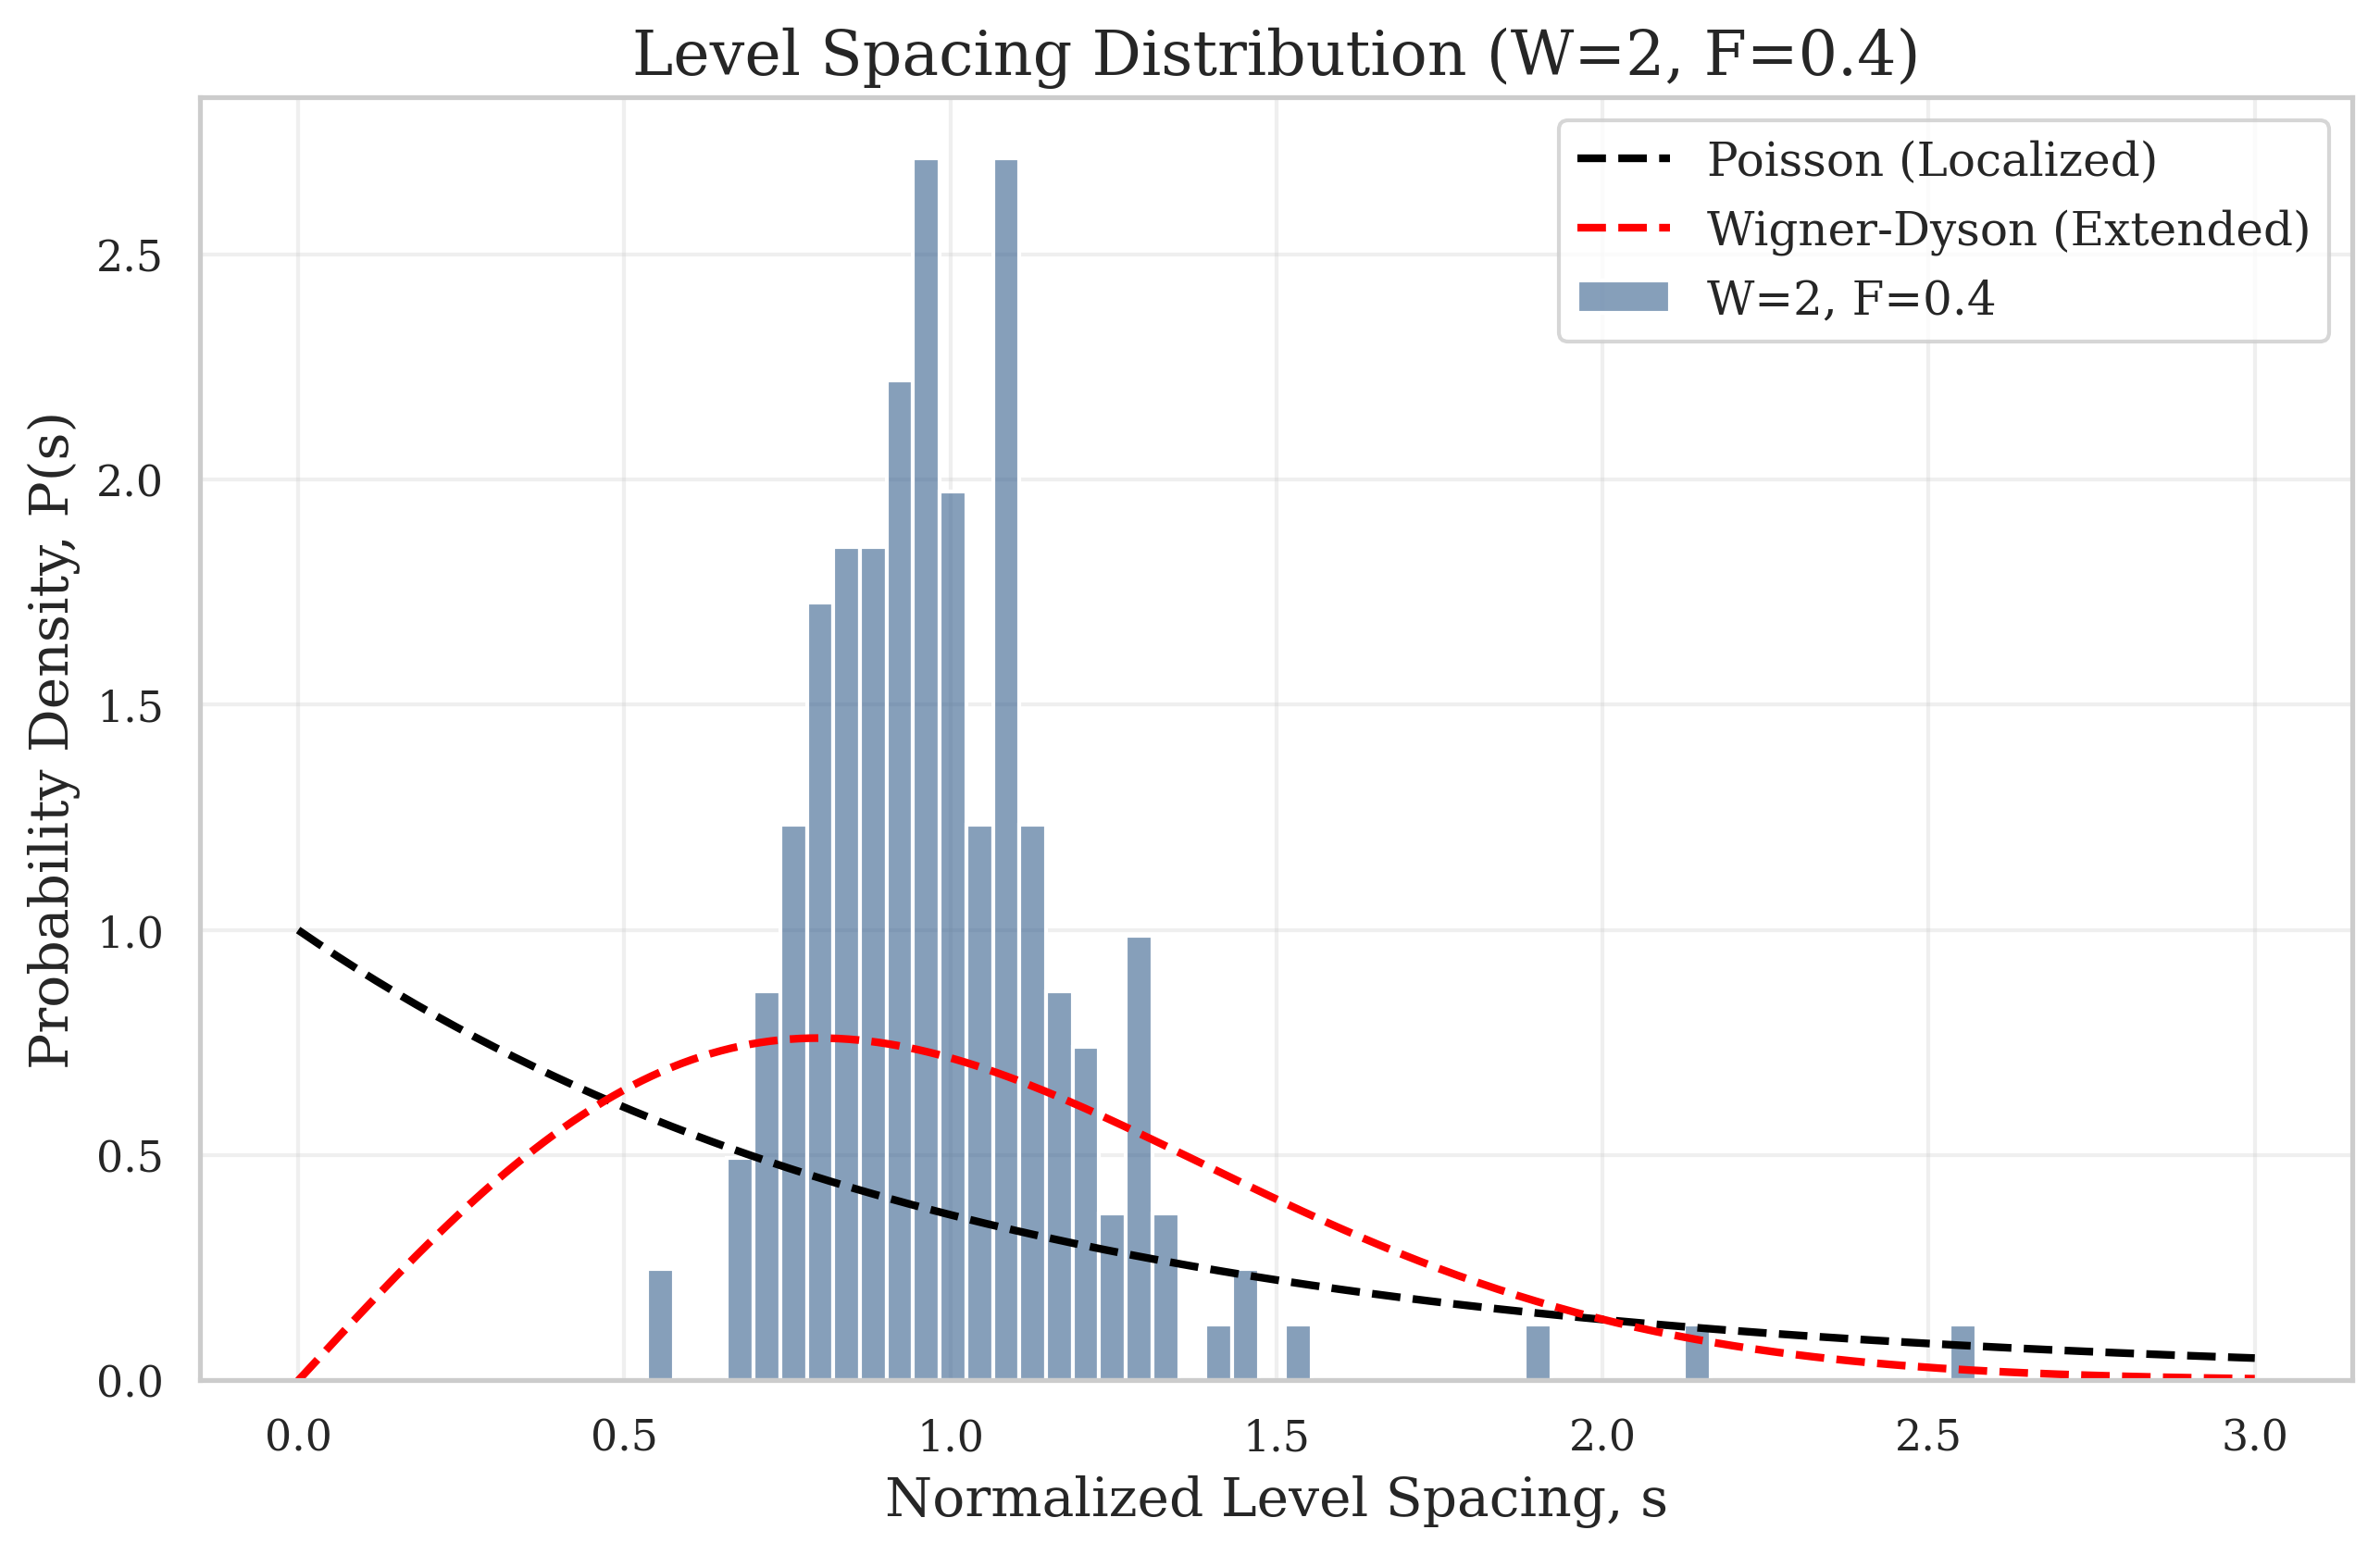 Level Spacing Distribution (W=2, F=0.4)
Poisson (Localized)
Wigner-Dyson (Extended)
W=2, F=0.4
Probability Density, P(s)
2.5
2.0
1.5
1.0
0.5
0.0
0.0 0.5 1.0 1.5 2.0 2.5 3.0
Normalized Level Spacing, s